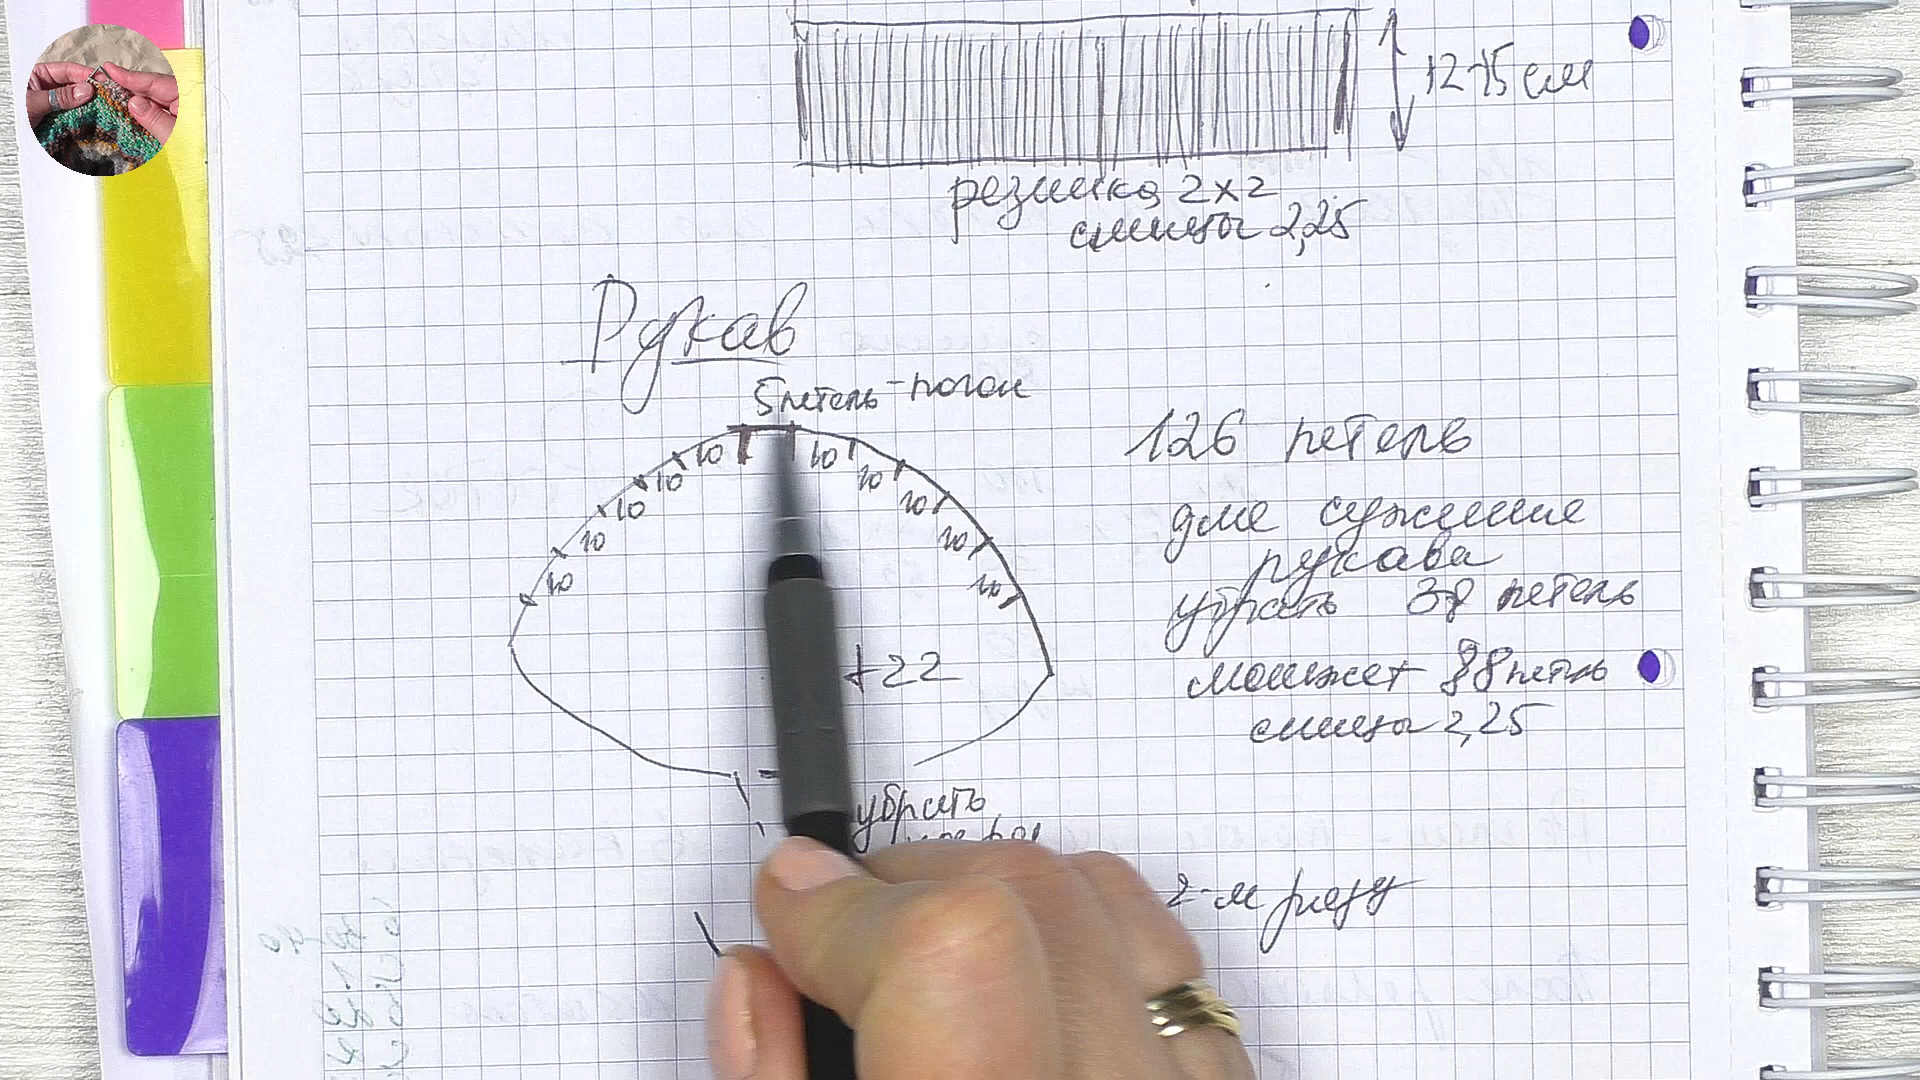 12-15 см
резинка 2х2
спицы 2,25
Рукав
5 петель - погон
10 10 10 10 10
10 10 10 10 10
+22
126 петель
для сужения
рукава
убрать 38 петель
манжет 88 петель
спицы 2,25
убрать
2-м ряду